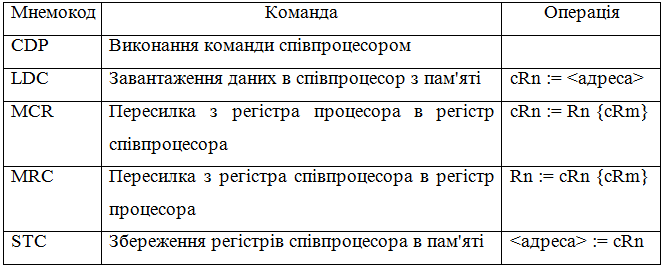 Мнемокод Команда Операція
CDP Виконання команди співпроцесором
LDC Завантаження даних в співпроцесор з пам'яті cRn := <адреса>
MCR Пересилка з регістра процесора в регістр cRn := Rn {cRm}
співпроцесора
MRC Пересилка з регістра співпроцесора в регістр Rn := cRn {cRm}
процесора
STC Збереження регістрів співпроцесора в пам'яті <адреса> := cRn